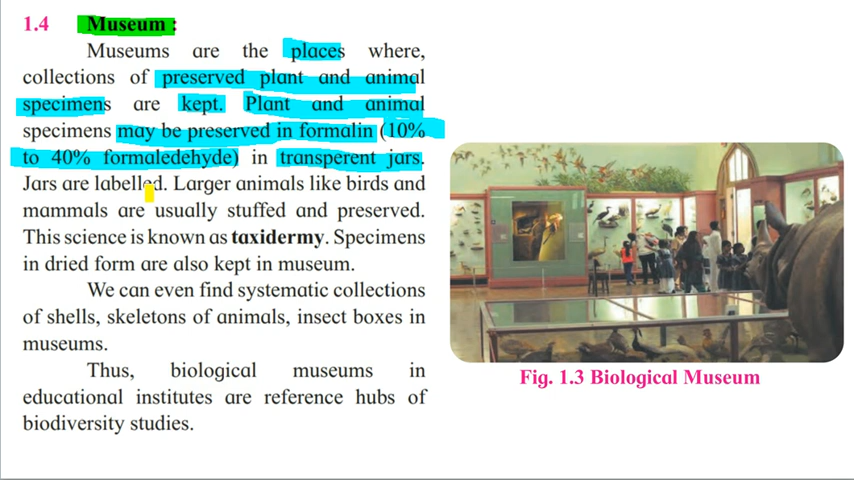 1.4 Museum :
Museums are the places where,
collections of preserved plant and animal
specimens are kept. Plant and animal
specimens may be preserved in formalin (10%
to 40% formaledehyde) in transperent jars.
Jars are labelled. Larger animals like birds and
mammals are usually stuffed and preserved.
This science is known as taxidermy. Specimens
in dried form are also kept in museum.
We can even find systematic collections
of shells, skeletons of animals, insect boxes in
museums.
Thus, biological museums in
educational institutes are reference hubs of
biodiversity studies.
Fig. 1.3 Biological Museum